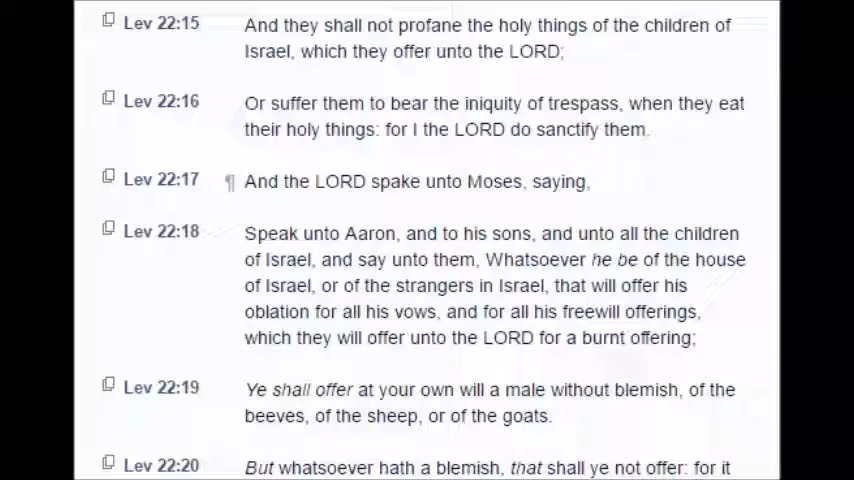 Lev 22:15 And they shall not profane the holy things of the children of
Israel, which they offer unto the LORD;
Lev 22:16 Or suffer them to bear the iniquity of trespass, when they eat
their holy things: for I the LORD do sanctify them.
Lev 22:17 ¶ And the LORD spake unto Moses, saying,
Lev 22:18 Speak unto Aaron, and to his sons, and unto all the children
of Israel, and say unto them, Whatsoever he be of the house
of Israel, or of the strangers in Israel, that will offer his
oblation for all his vows, and for all his freewill offerings,
which they will offer unto the LORD for a burnt offering;
Lev 22:19 Ye shall offer at your own will a male without blemish, of the
beeves, of the sheep, or of the goats.
Lev 22:20 But whatsoever hath a blemish, that shall ye not offer: for it